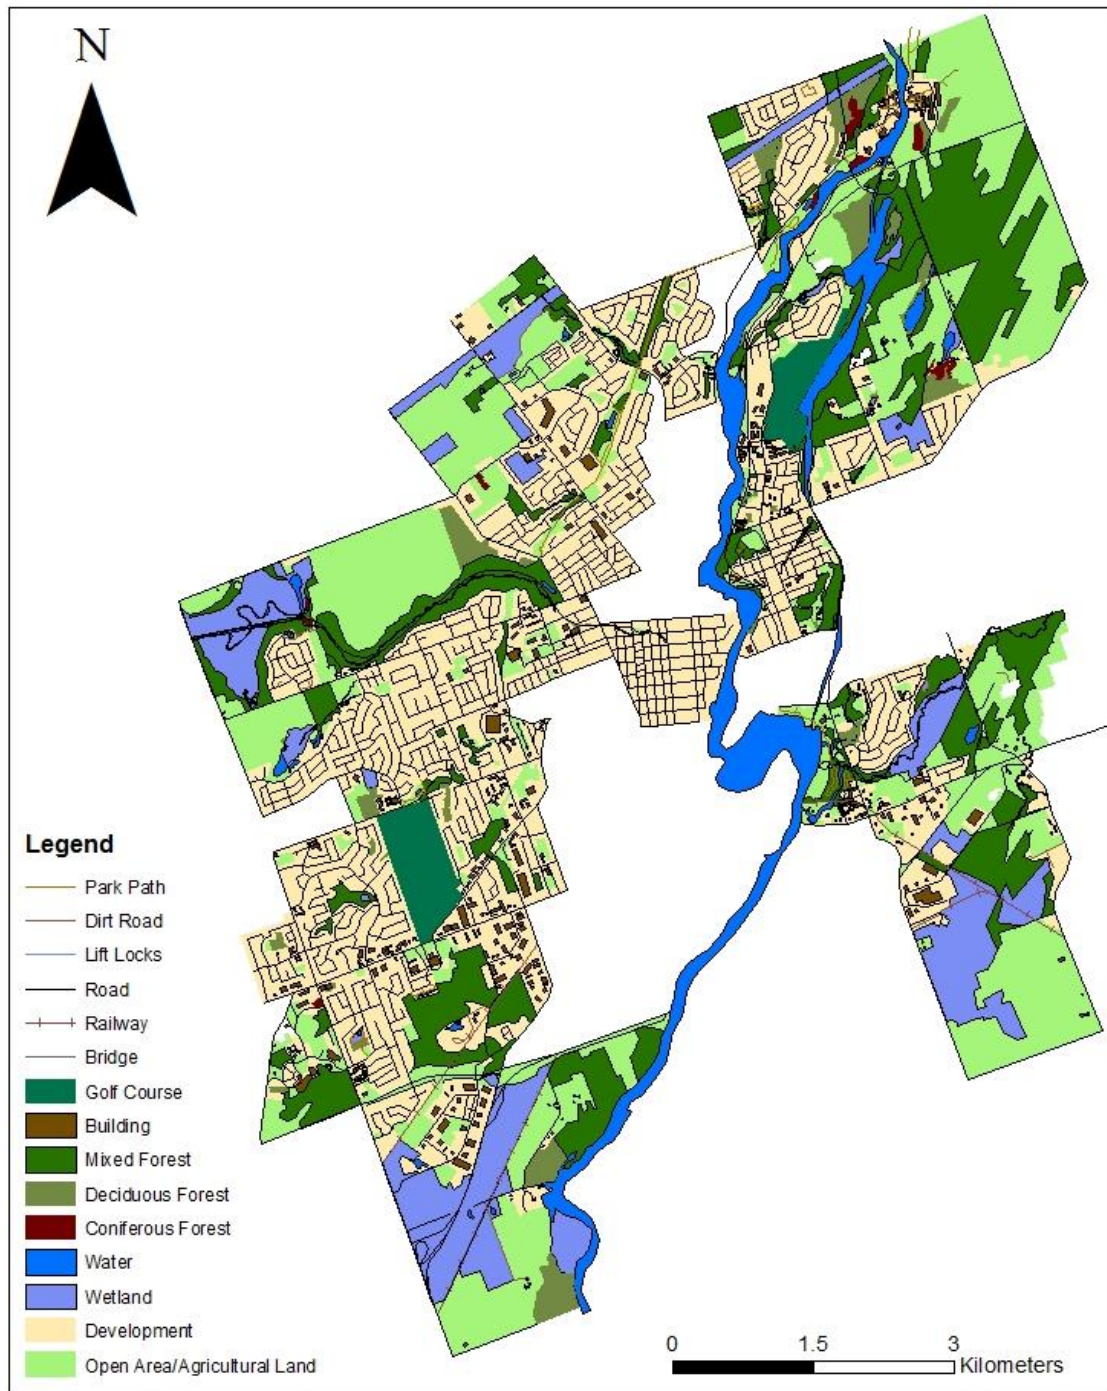 N
Legend
Park Path
Dirt Road
Lift Locks
Road
Railway
Bridge
Golf Course
Building
Mixed Forest
Deciduous Forest
Coniferous Forest
Water
Wetland
Development
Open Area/Agricultural Land
0 1.5 3
Kilometers